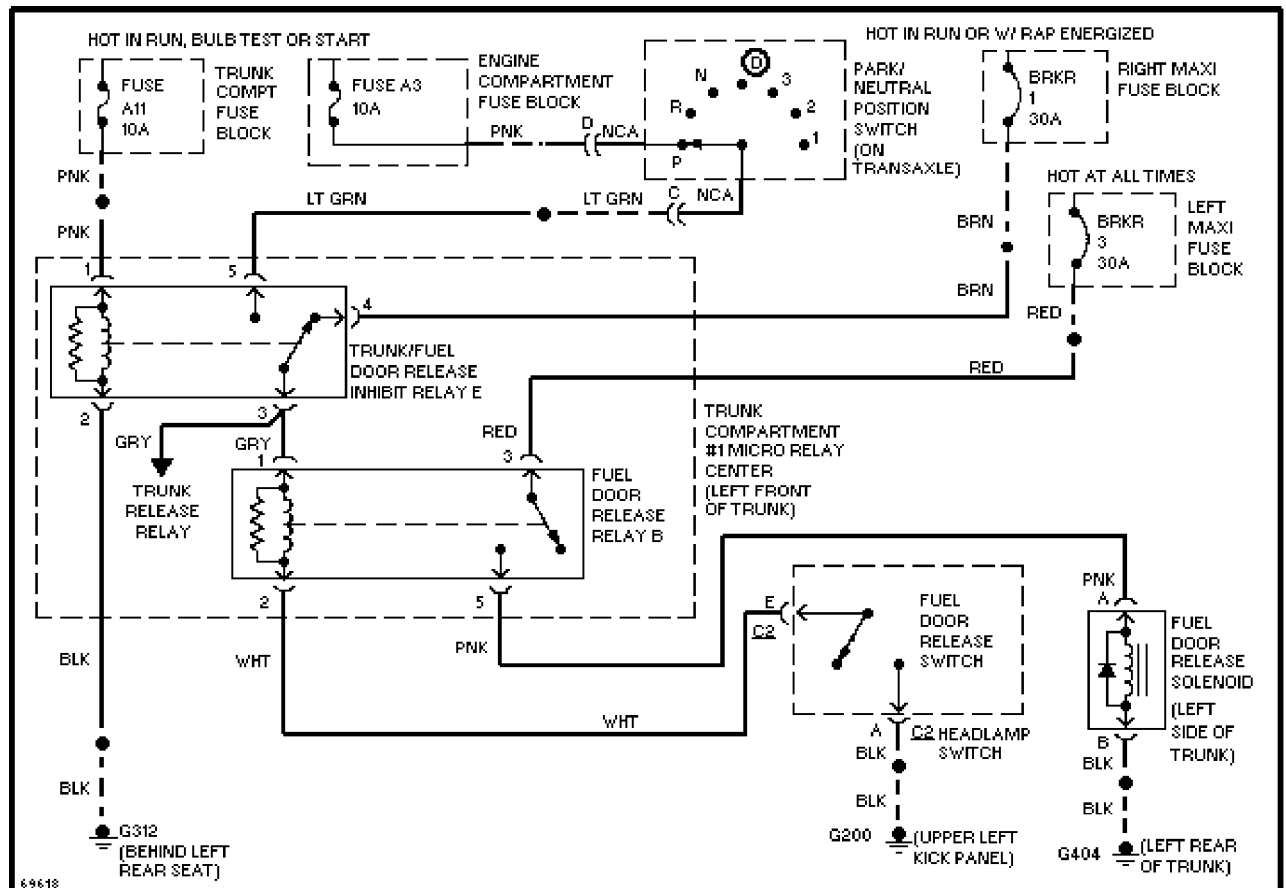 HOT IN RUN, BULB TEST OR START
HOT IN RUN OR W/ RAP ENERGIZED
FUSE
A11
10A
TRUNK
COMPT
FUSE
BLOCK
FUSE A3
10A
ENGINE
COMPARTMENT
FUSE BLOCK
N
D
3
R
2
P
1
PARK/
NEUTRAL
POSITION
SWITCH
(ON
TRANSAXLE)
BRKR
1
30A
RIGHT MAXI
FUSE BLOCK
PNK
D
NCA
HOT AT ALL TIMES
PNK
LT GRN
LT GRN
C
NCA
BRKR
3
30A
LEFT
MAXI
FUSE
BLOCK
BRN
PNK
1
5
BRN
RED
4
TRUNK/FUEL
DOOR RELEASE
INHIBIT RELAY E
RED
2
3
GRY
GRY
1
RED
3
TRUNK
COMPARTMENT
#1 MICRO RELAY
CENTER
(LEFT FRONT
OF TRUNK)
TRUNK
RELEASE
RELAY
FUEL
DOOR
RELEASE
RELAY B
2
5
PNK
A
E
C2
FUEL
DOOR
RELEASE
SWITCH
FUEL
DOOR
RELEASE
SOLENOID
(LEFT
SIDE OF
TRUNK)
BLK
WHT
PNK
WHT
A
C2 HEADLAMP
SWITCH
BLK
B
BLK
BLK
BLK
BLK
G312
(BEHIND LEFT
REAR SEAT)
G200
(UPPER LEFT
KICK PANEL)
G404
(LEFT REAR
OF TRUNK)
69618